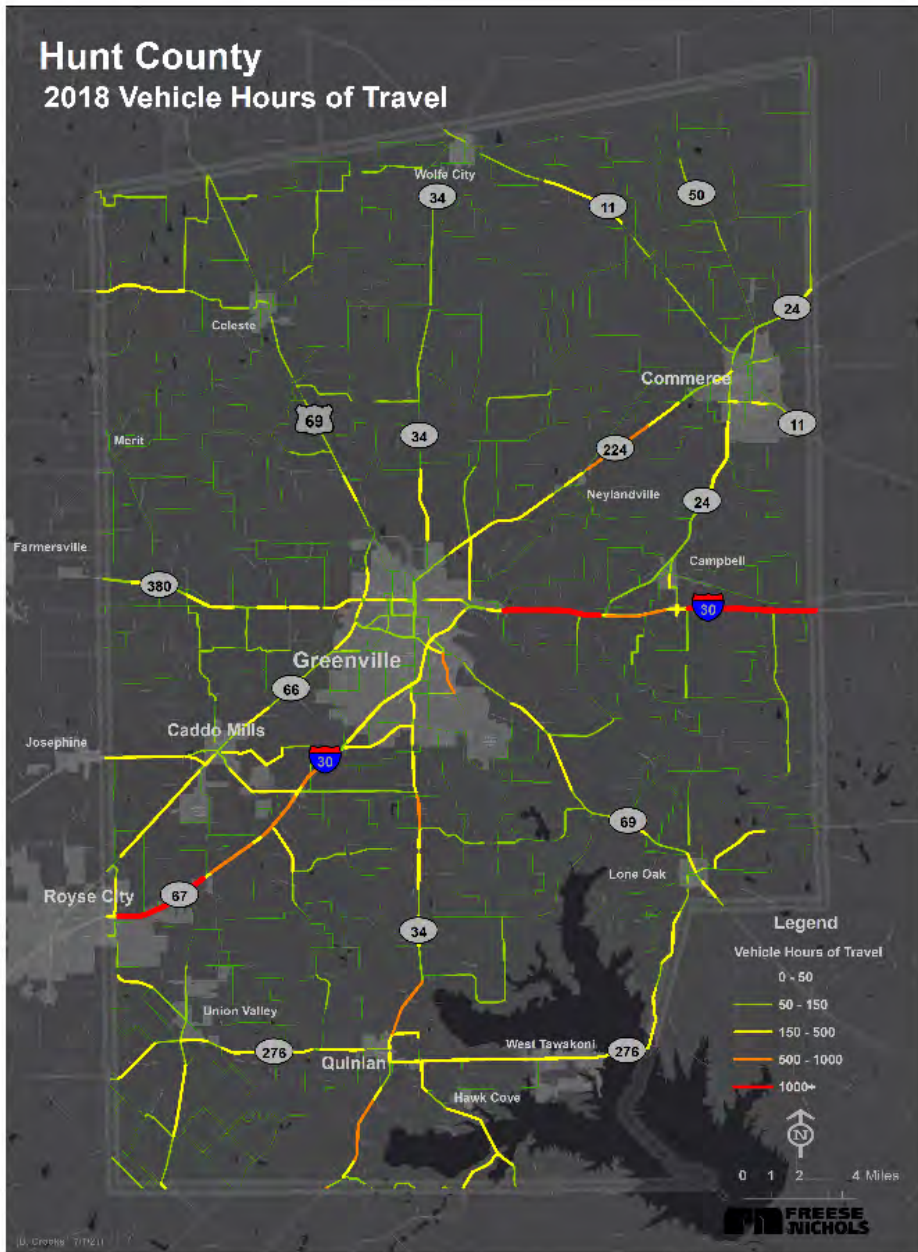 Hunt County
2018 Vehicle Hours of Travel
Wolfe City
34
11
50
24
Celeste
Commerce
69
34
11
Merit
224
Neylandville
24
Farmersville
Campbell
380
30
Greenville
66
Caddo Mills
Josephine
30
69
Lone Oak
Royse City
67
34
Legend
Vehicle Hours of Travel
0 - 50
50 - 150
150 - 500
500 - 1000
1000+
Union Valley
276
Quinlan
West Tawakoni
276
Hawk Cove
N
0 1 2 4 Miles
FREESE
NICHOLS